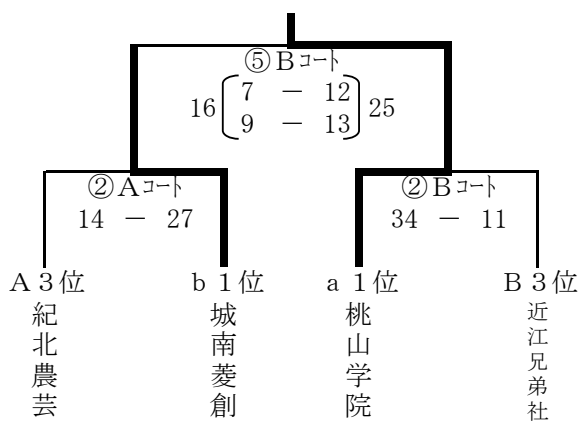 ⑤Bコート
16 7 － 12 25
9 － 13
②Aコート ②Bコート
14 － 27 34 － 11
A3位 b1位 a1位 B3位
紀北農芸 城南菱創 桃山学院 近江兄弟社